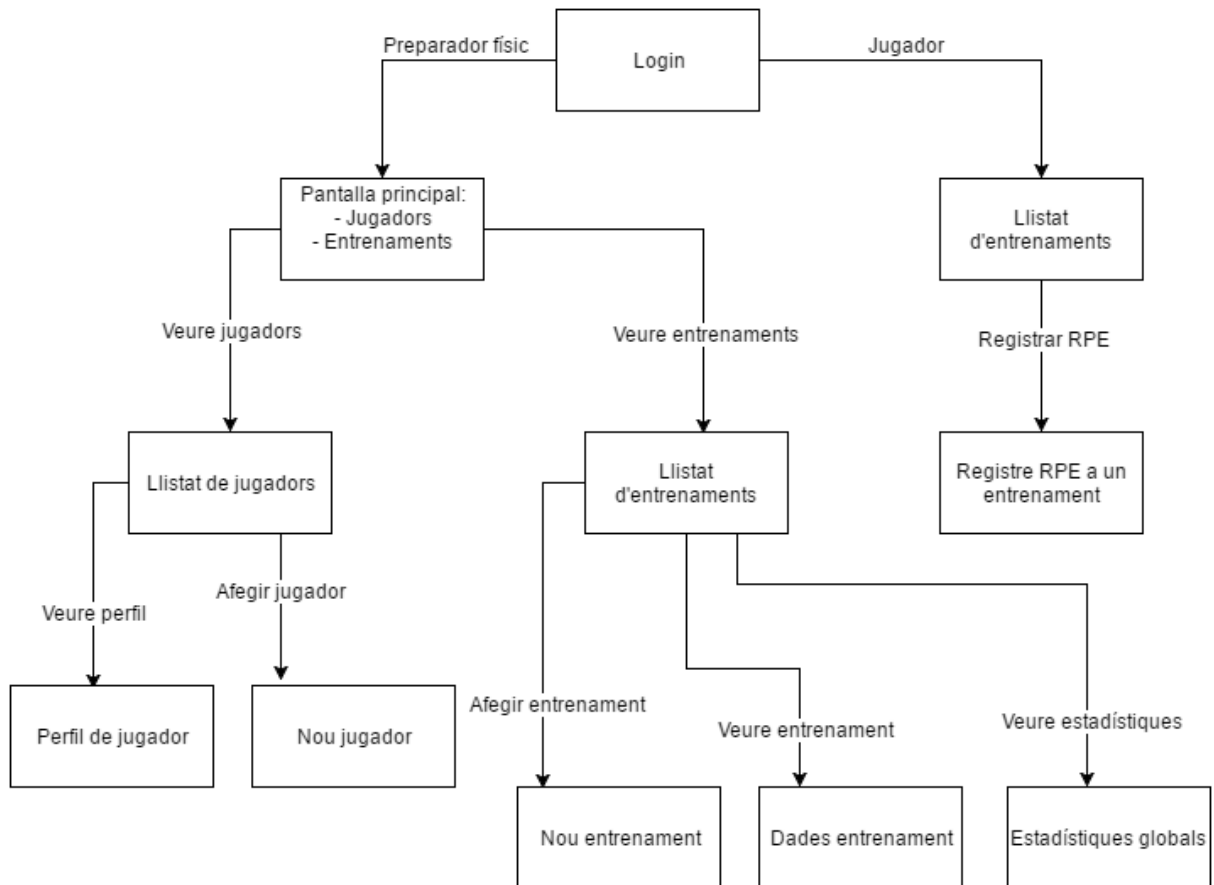 Preparador físic
Login
Jugador
Pantalla principal:
- Jugadors
- Entrenaments
Llistat
d'entrenaments
Veure jugadors
Veure entrenaments
Registrar RPE
Llistat de jugadors
Llistat
d'entrenaments
Registre RPE a un
entrenament
Veure perfil
Afegir jugador
Afegir entrenament
Veure entrenament
Veure estadístiques
Perfil de jugador
Nou jugador
Nou entrenament
Dades entrenament
Estadístiques globals